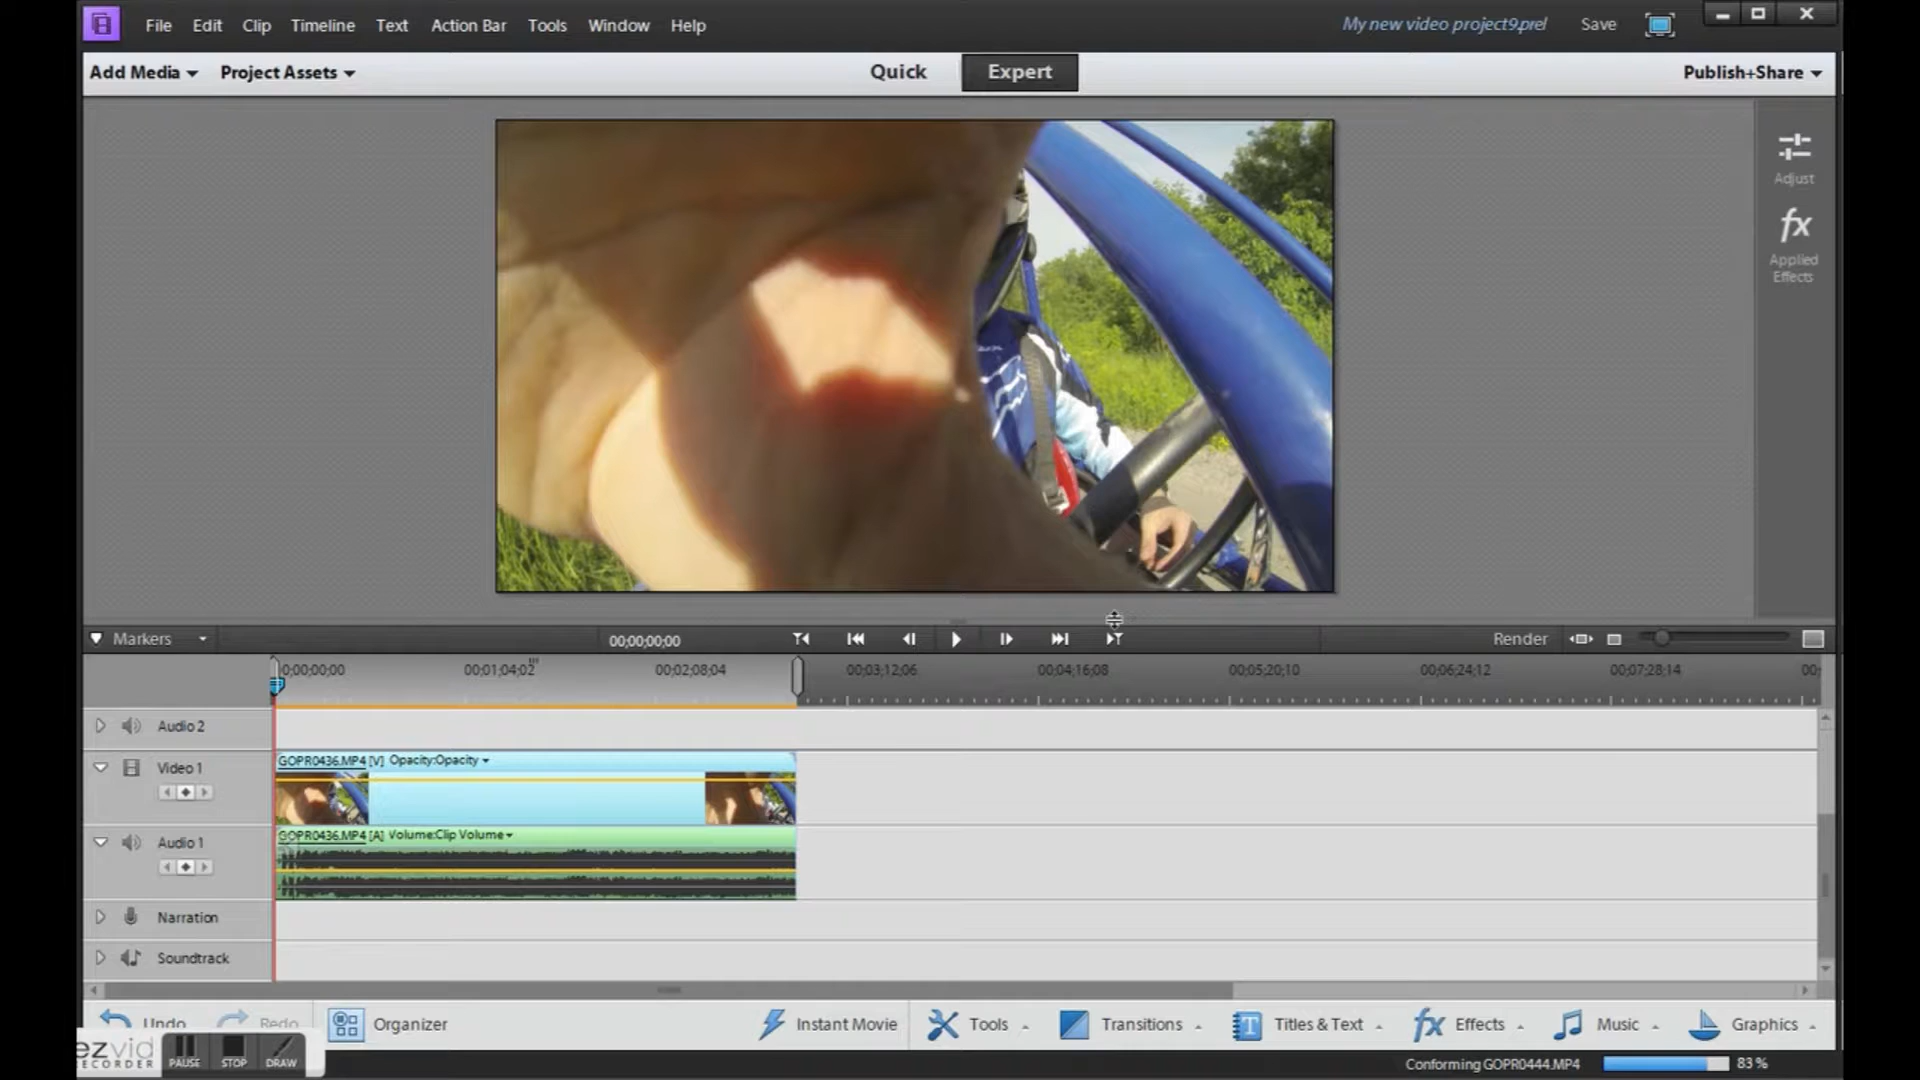 File Edit Clip Timeline Text Action Bar Tools Window Help
My new video project9.prel Save
Add Media Project Assets
Quick Expert
Publish+Share
Adjust
fx
Applied
Effects
Markers
00;00;00;00
Render
0;00;00;00 00;01;04;02 00;02;08;04 00;03;12;06 00;04;16;08 00;05;20;10 00;06;24;12 00;07;28;14 00;
Audio 2
Video 1
GOPR0436.MP4 [V] Opacity:Opacity
Audio 1
GOPR0436.MP4 [A] Volume:Clip Volume
Narration
Soundtrack
Undo Redo Organizer
Instant Movie Tools Transitions T Titles & Text fx Effects Music Graphics
ezvid
RECORDER
PAUSE STOP DRAW
Conforming GOPR0444.MP4 83 %